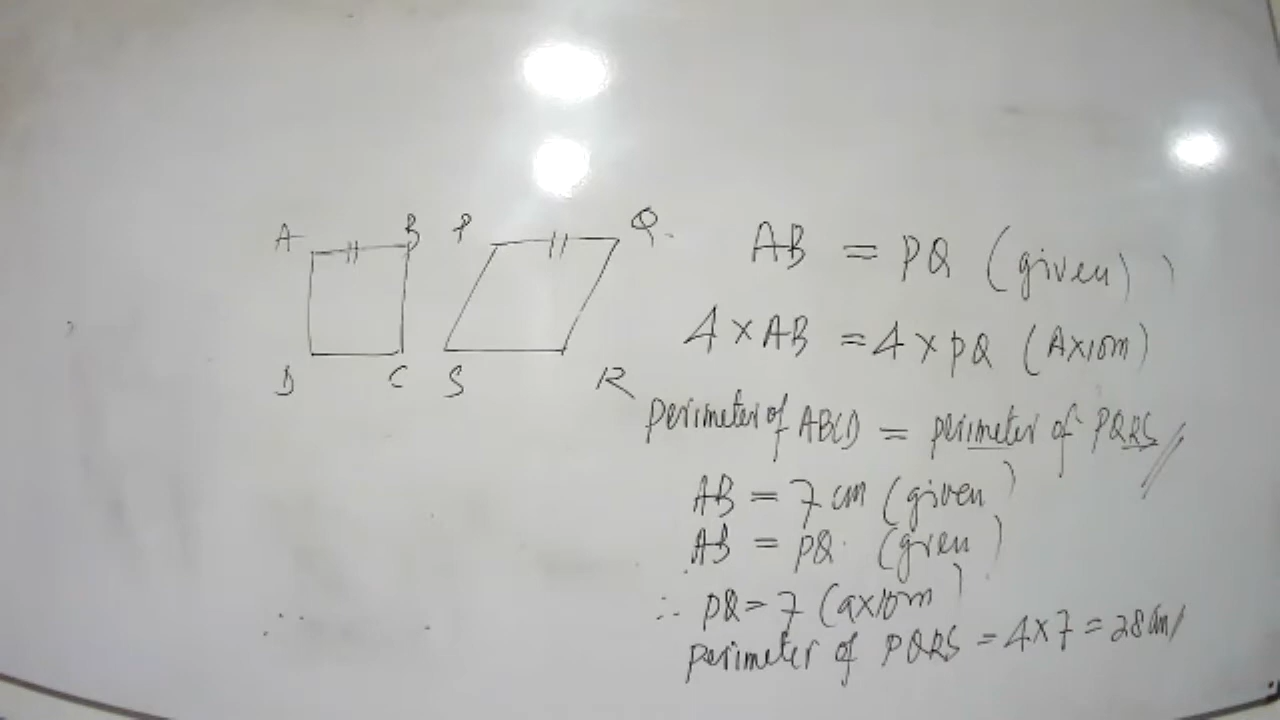 A B P Q
D C S R
AB = PQ (given)
4 × AB = 4 × PQ (Axiom)
perimeter of ABCD = perimeter of PQRS //
AB = 7 cm (given)
AB = PQ. (given)
∴ PQ = 7 (axiom)
perimeter of PQRS = 4 × 7 = 28 cm/